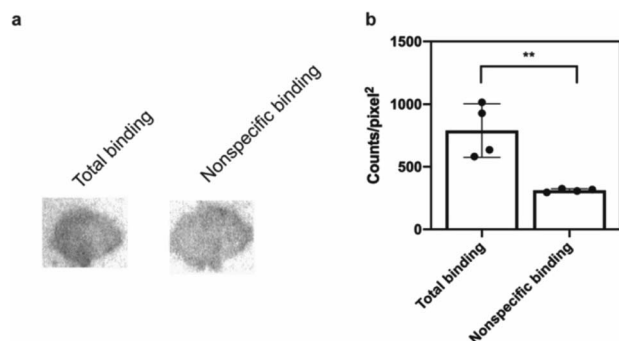 a
Total binding
Nonspecific binding
b
Counts/pixel²
1500
1000
500
0
**
Total binding
Nonspecific binding